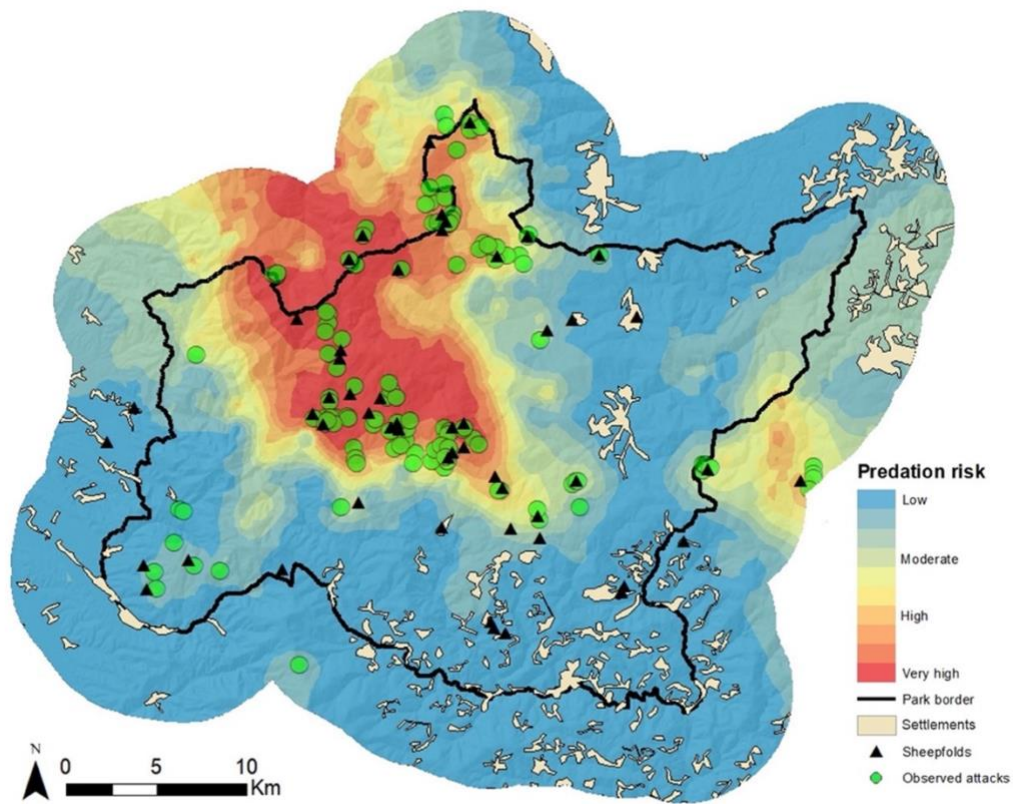 Predation risk
Low
Moderate
High
Very high
Park border
Settlements
Sheepfolds
Observed attacks
N
0 5 10
Km